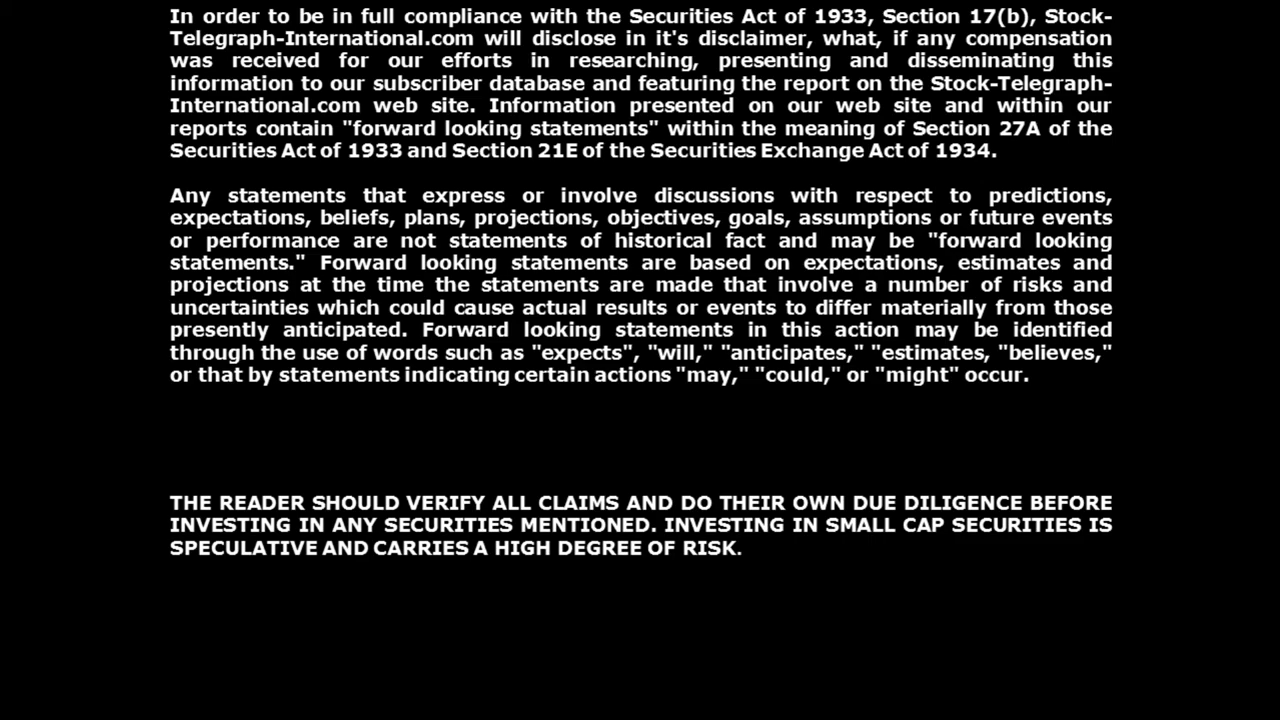 In order to be in full compliance with the Securities Act of 1933, Section 17(b), Stock-
Telegraph-International.com will disclose in it's disclaimer, what, if any compensation
was received for our efforts in researching, presenting and disseminating this
information to our subscriber database and featuring the report on the Stock-Telegraph-
International.com web site. Information presented on our web site and within our
reports contain "forward looking statements" within the meaning of Section 27A of the
Securities Act of 1933 and Section 21E of the Securities Exchange Act of 1934.
Any statements that express or involve discussions with respect to predictions,
expectations, beliefs, plans, projections, objectives, goals, assumptions or future events
or performance are not statements of historical fact and may be "forward looking
statements." Forward looking statements are based on expectations, estimates and
projections at the time the statements are made that involve a number of risks and
uncertainties which could cause actual results or events to differ materially from those
presently anticipated. Forward looking statements in this action may be identified
through the use of words such as "expects", "will," "anticipates," "estimates, "believes,"
or that by statements indicating certain actions "may," "could," or "might" occur.
THE READER SHOULD VERIFY ALL CLAIMS AND DO THEIR OWN DUE DILIGENCE BEFORE
INVESTING IN ANY SECURITIES MENTIONED. INVESTING IN SMALL CAP SECURITIES IS
SPECULATIVE AND CARRIES A HIGH DEGREE OF RISK.